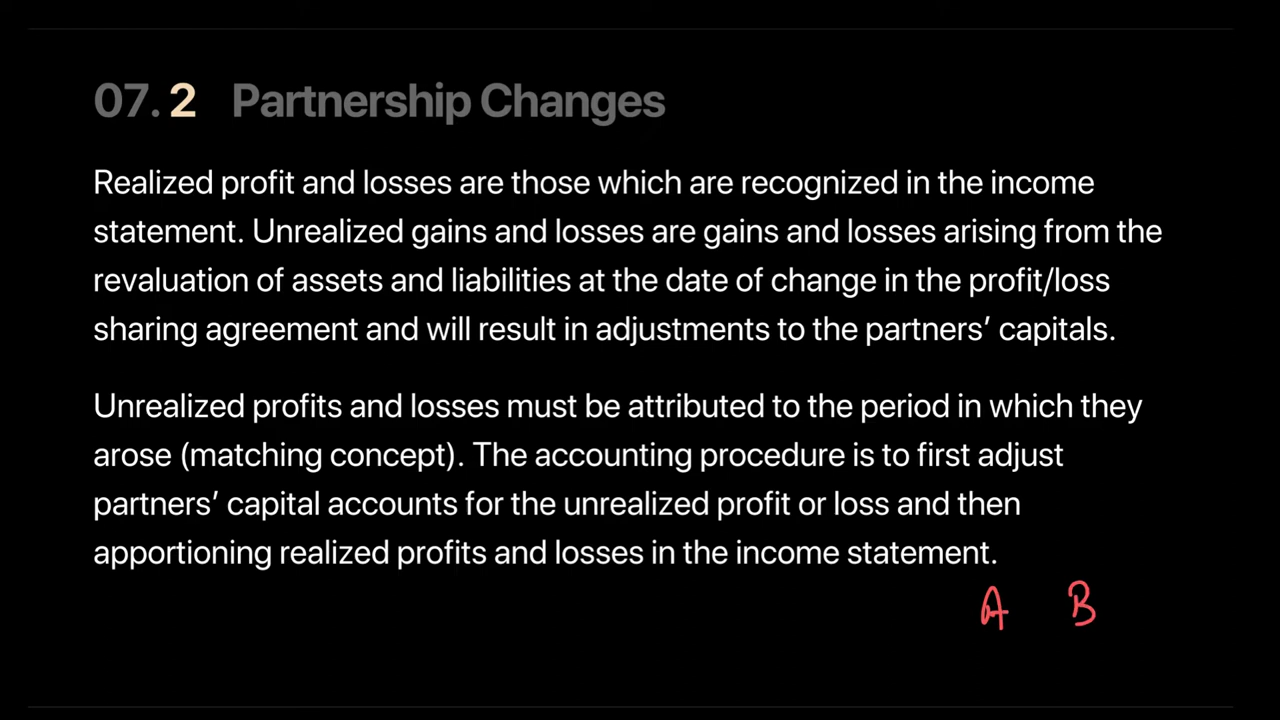 07. 2 Partnership Changes
Realized profit and losses are those which are recognized in the income
statement. Unrealized gains and losses are gains and losses arising from the
revaluation of assets and liabilities at the date of change in the profit/loss
sharing agreement and will result in adjustments to the partners’ capitals.
Unrealized profits and losses must be attributed to the period in which they
arose (matching concept). The accounting procedure is to first adjust
partners’ capital accounts for the unrealized profit or loss and then
apportioning realized profits and losses in the income statement.
A B